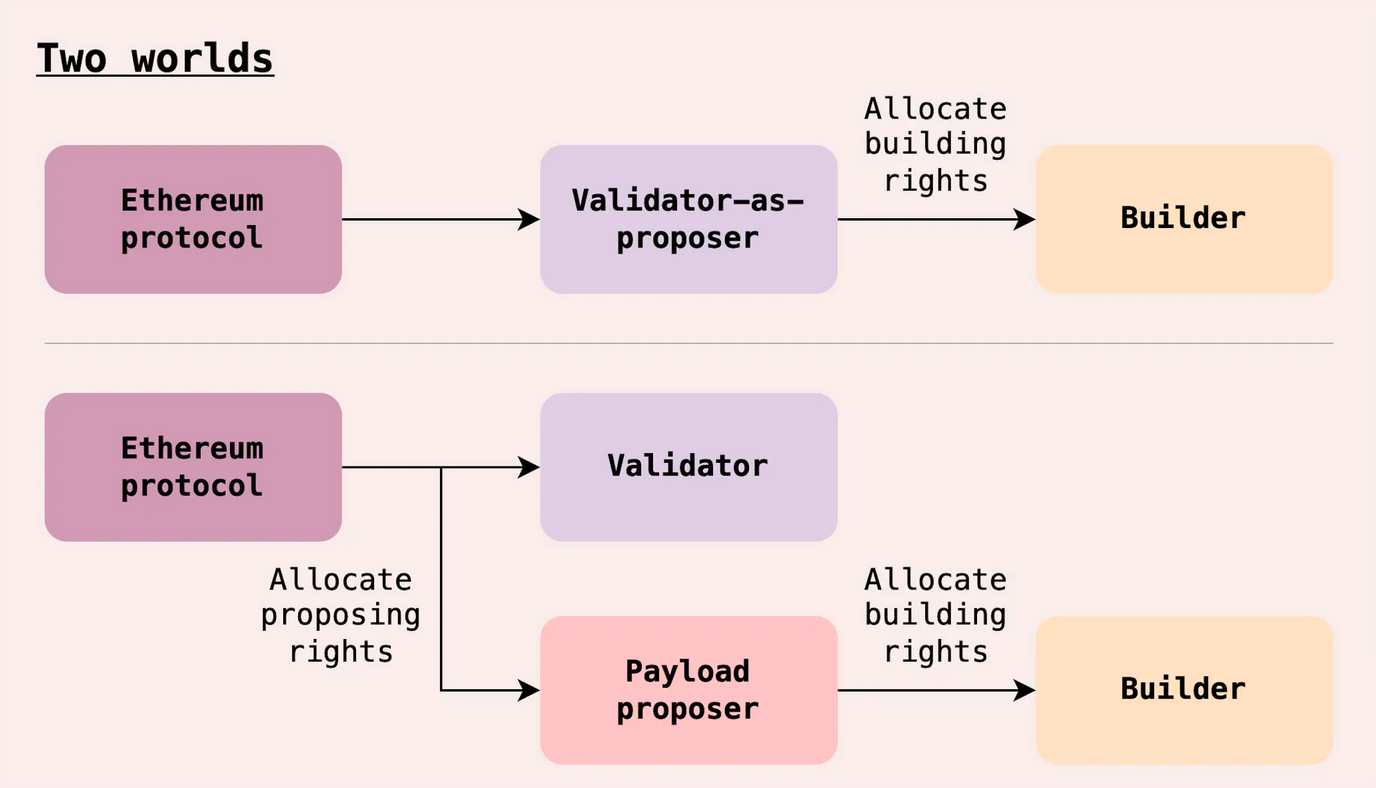 Two worlds
Allocate
building
rights
Ethereum
protocol
Validator-as-
proposer
Builder
Ethereum
protocol
Validator
Allocate
proposing
rights
Allocate
building
rights
Payload
proposer
Builder